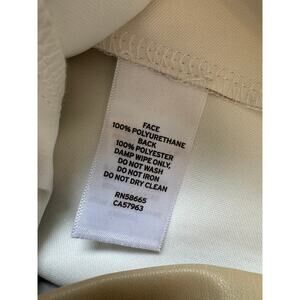 FACE
100% POLYURETHANE
BACK
100% POLYESTER
DAMP WIPE ONLY.
DO NOT WASH
DO NOT IRON
DO NOT DRY CLEAN
RN58665
CA57963